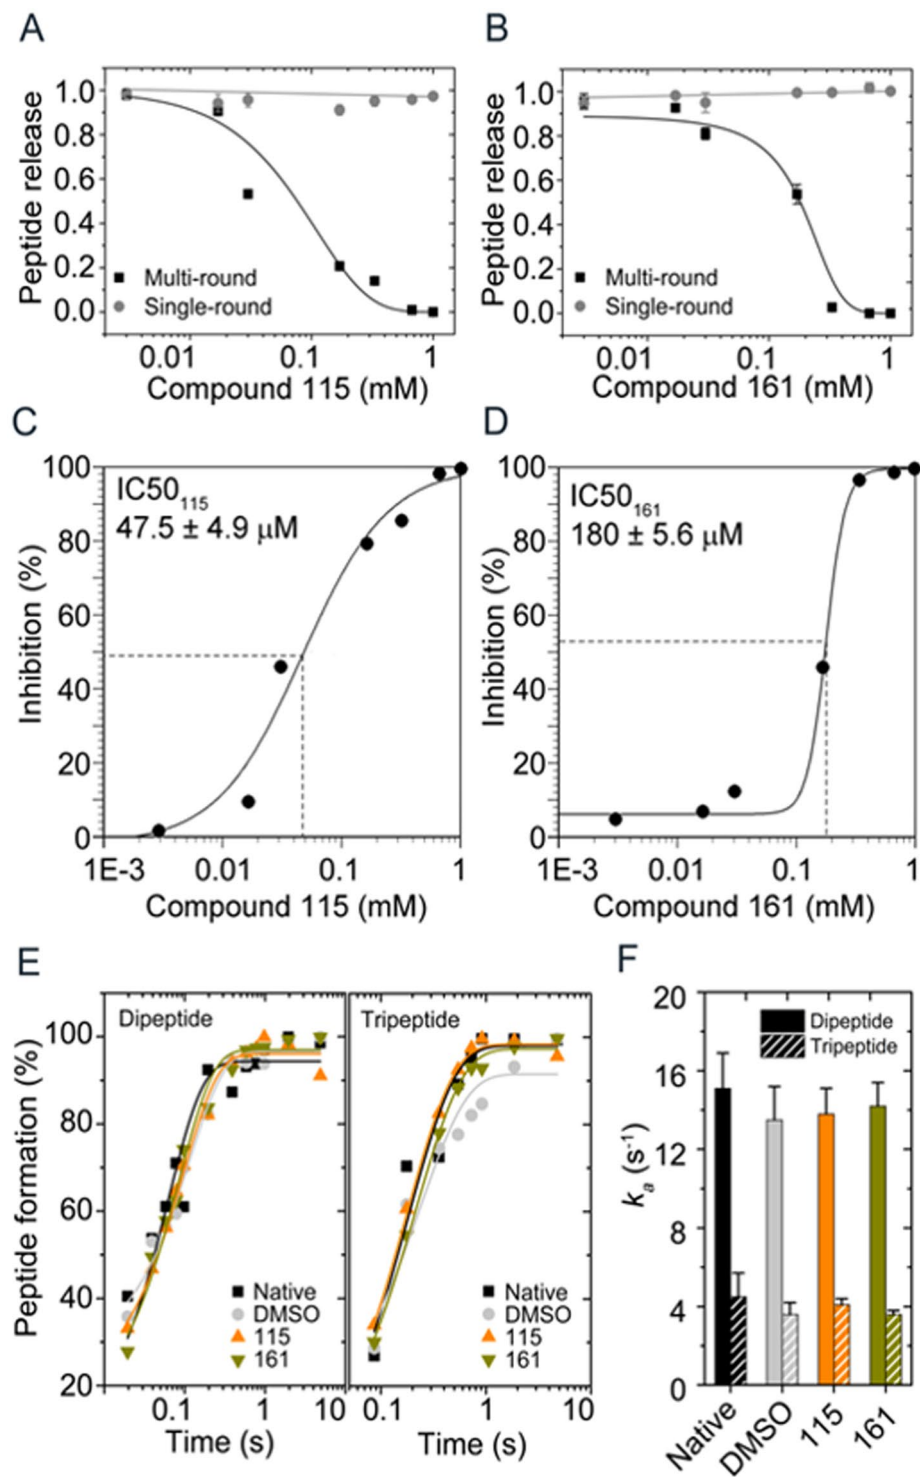 A
Peptide release
1.0
0.8
0.6
0.4
0.2
0.0
Multi-round
Single-round
0.01
0.1
1
Compound 115 (mM)
B
Peptide release
1.0
0.8
0.6
0.4
0.2
0.0
Multi-round
Single-round
0.01
0.1
1
Compound 161 (mM)
C
Inhibition (%)
100
80
60
40
20
0
IC50115
47.5 ± 4.9 μM
1E-3
0.01
0.1
1
Compound 115 (mM)
D
Inhibition (%)
100
80
60
40
20
0
IC50161
180 ± 5.6 μM
1E-3
0.01
0.1
1
Compound 161 (mM)
E
Peptide formation (%)
100
80
60
40
20
Dipeptide
Native
DMSO
115
161
0.1
1
10
Time (s)
Tripeptide
Native
DMSO
115
161
0.1
1
10
Time (s)
F
ka (s-1)
20
16
12
8
4
0
Dipeptide
Tripeptide
Native
DMSO
115
161